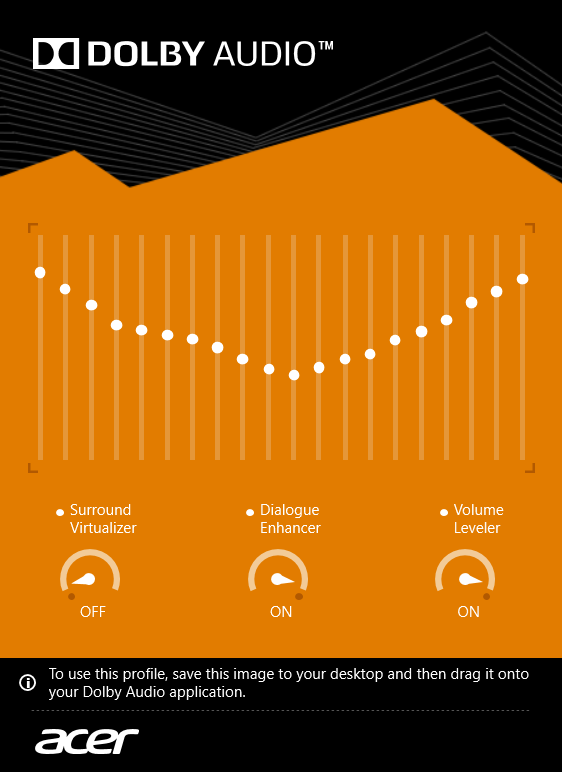 DOLBY AUDIO™
Surround
Virtualizer
Dialogue
Enhancer
Volume
Leveler
OFF
ON
ON
To use this profile, save this image to your desktop and then drag it onto
your Dolby Audio application.
acer